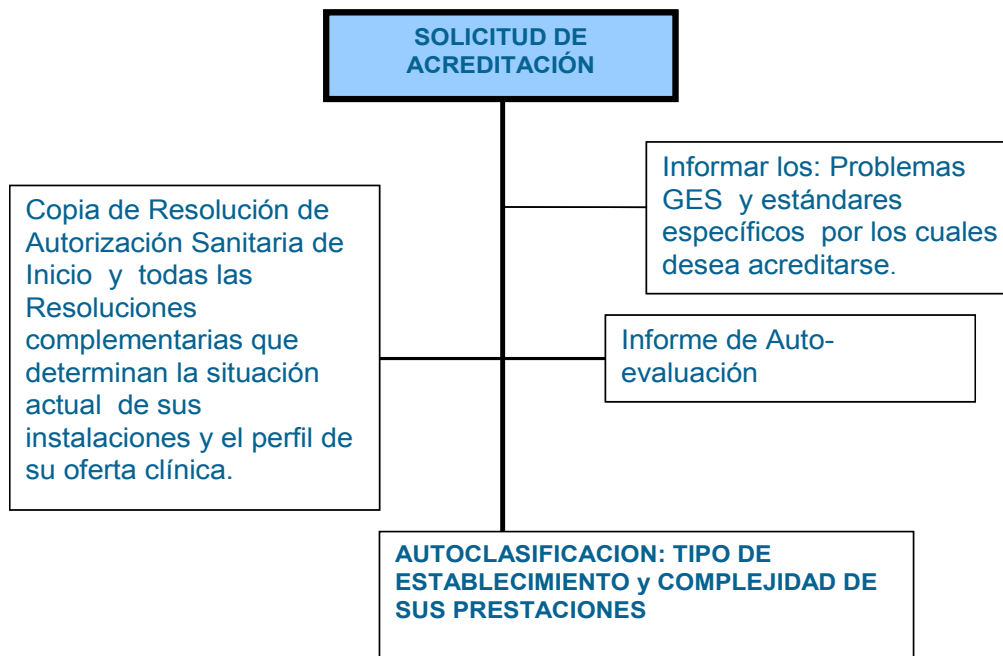 SOLICITUD DE
ACREDITACIÓN
Informar los: Problemas
GES y estándares
específicos por los cuales
desea acreditarse.
Copia de Resolución de
Autorización Sanitaria de
Inicio y todas las
Resoluciones
complementarias que
determinan la situación
actual de sus
instalaciones y el perfil de
su oferta clínica.
Informe de Auto-
evaluación
AUTOCLASIFICACION: TIPO DE
ESTABLECIMIENTO y COMPLEJIDAD DE
SUS PRESTACIONES